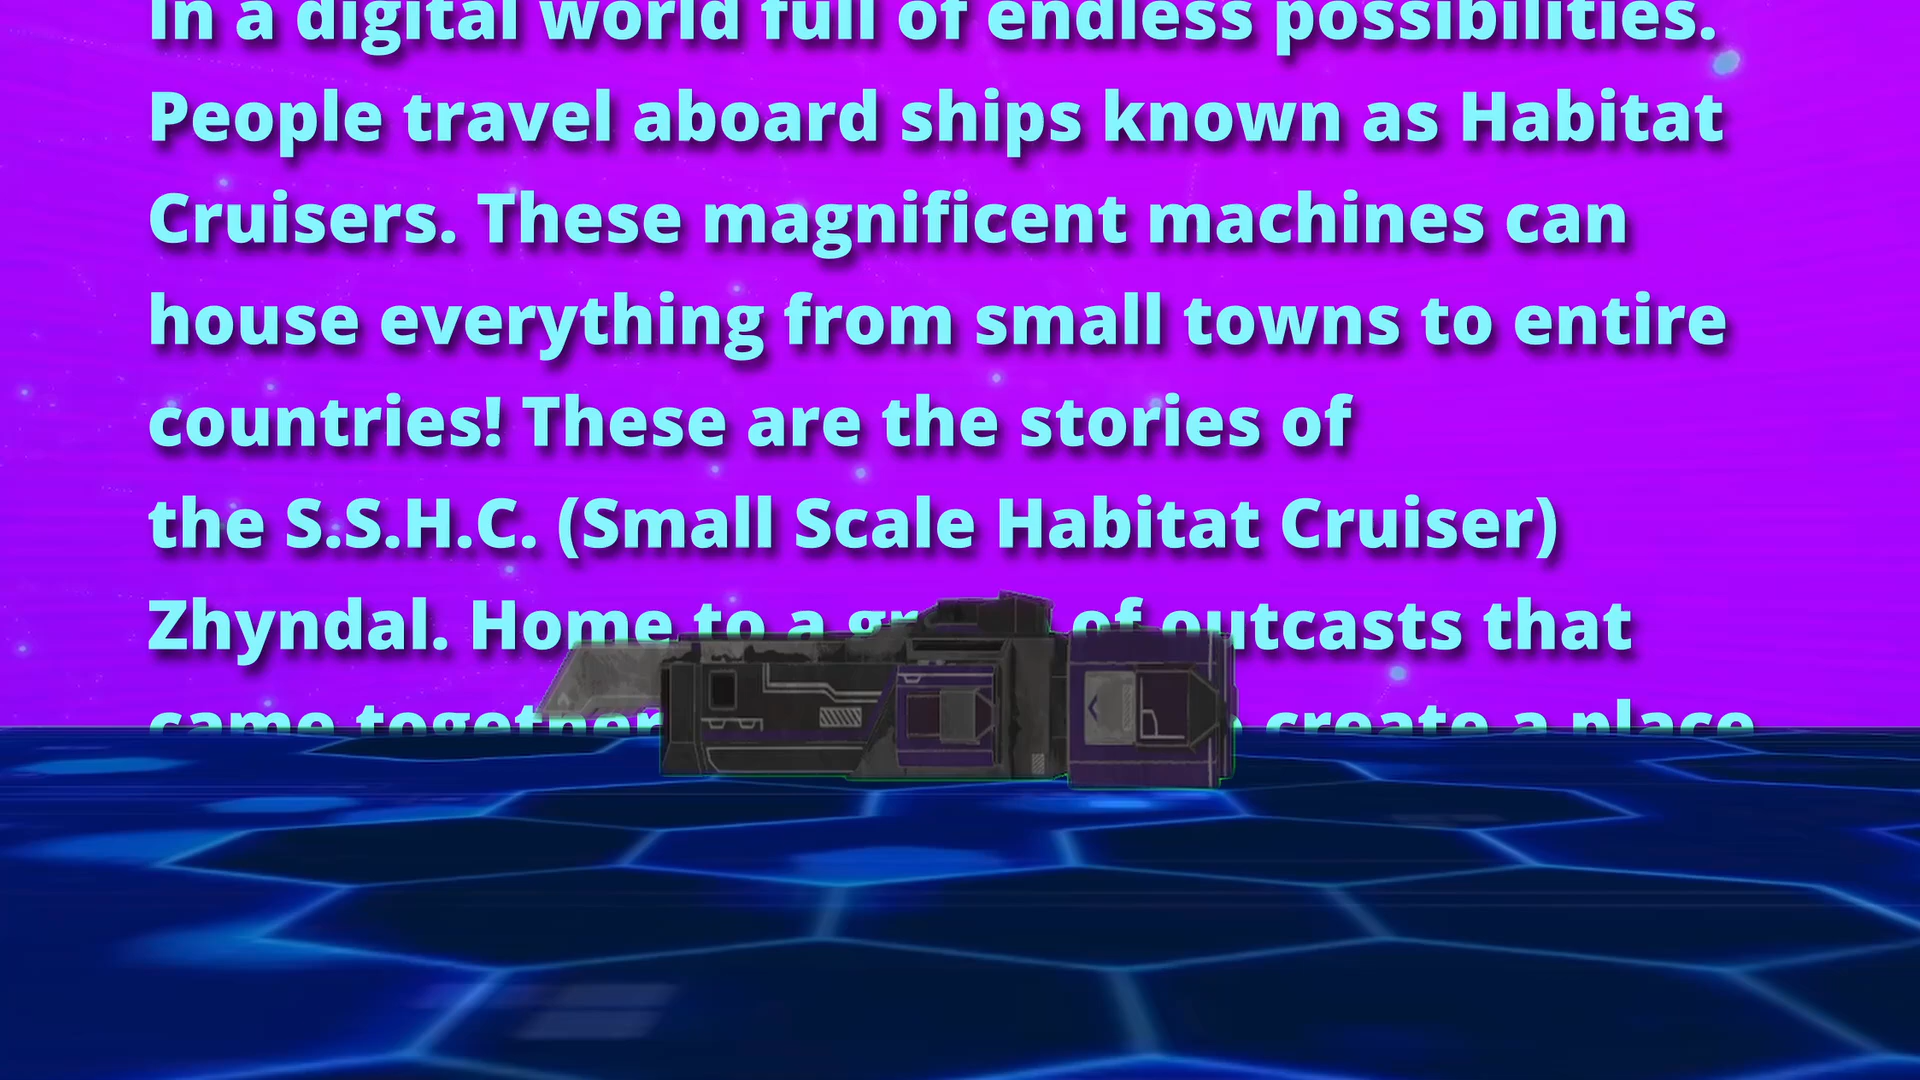 In a digital world full of endless possibilities.
People travel aboard ships known as Habitat
Cruisers. These magnificent machines can
house everything from small towns to entire
countries! These are the stories of
the S.S.H.C. (Small Scale Habitat Cruiser)
Zhyndal. Home to a of outcasts that
came together create a place